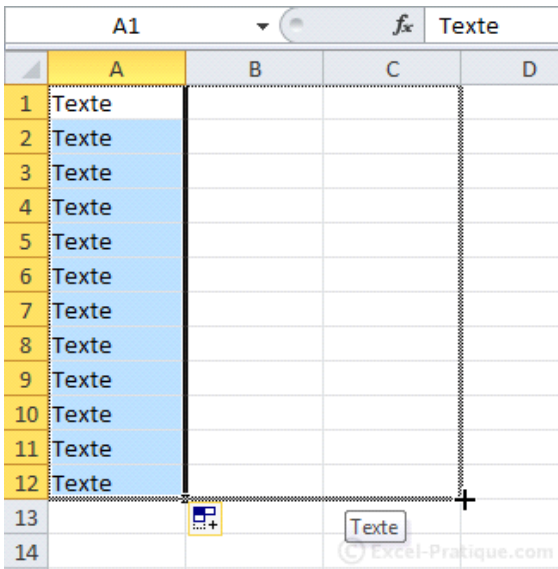 A1 fx Texte
A B C D
1 Texte
2 Texte
3 Texte
4 Texte
5 Texte
6 Texte
7 Texte
8 Texte
9 Texte
10 Texte
11 Texte
12 Texte
13 Texte
14 © Excel-Pratique.com